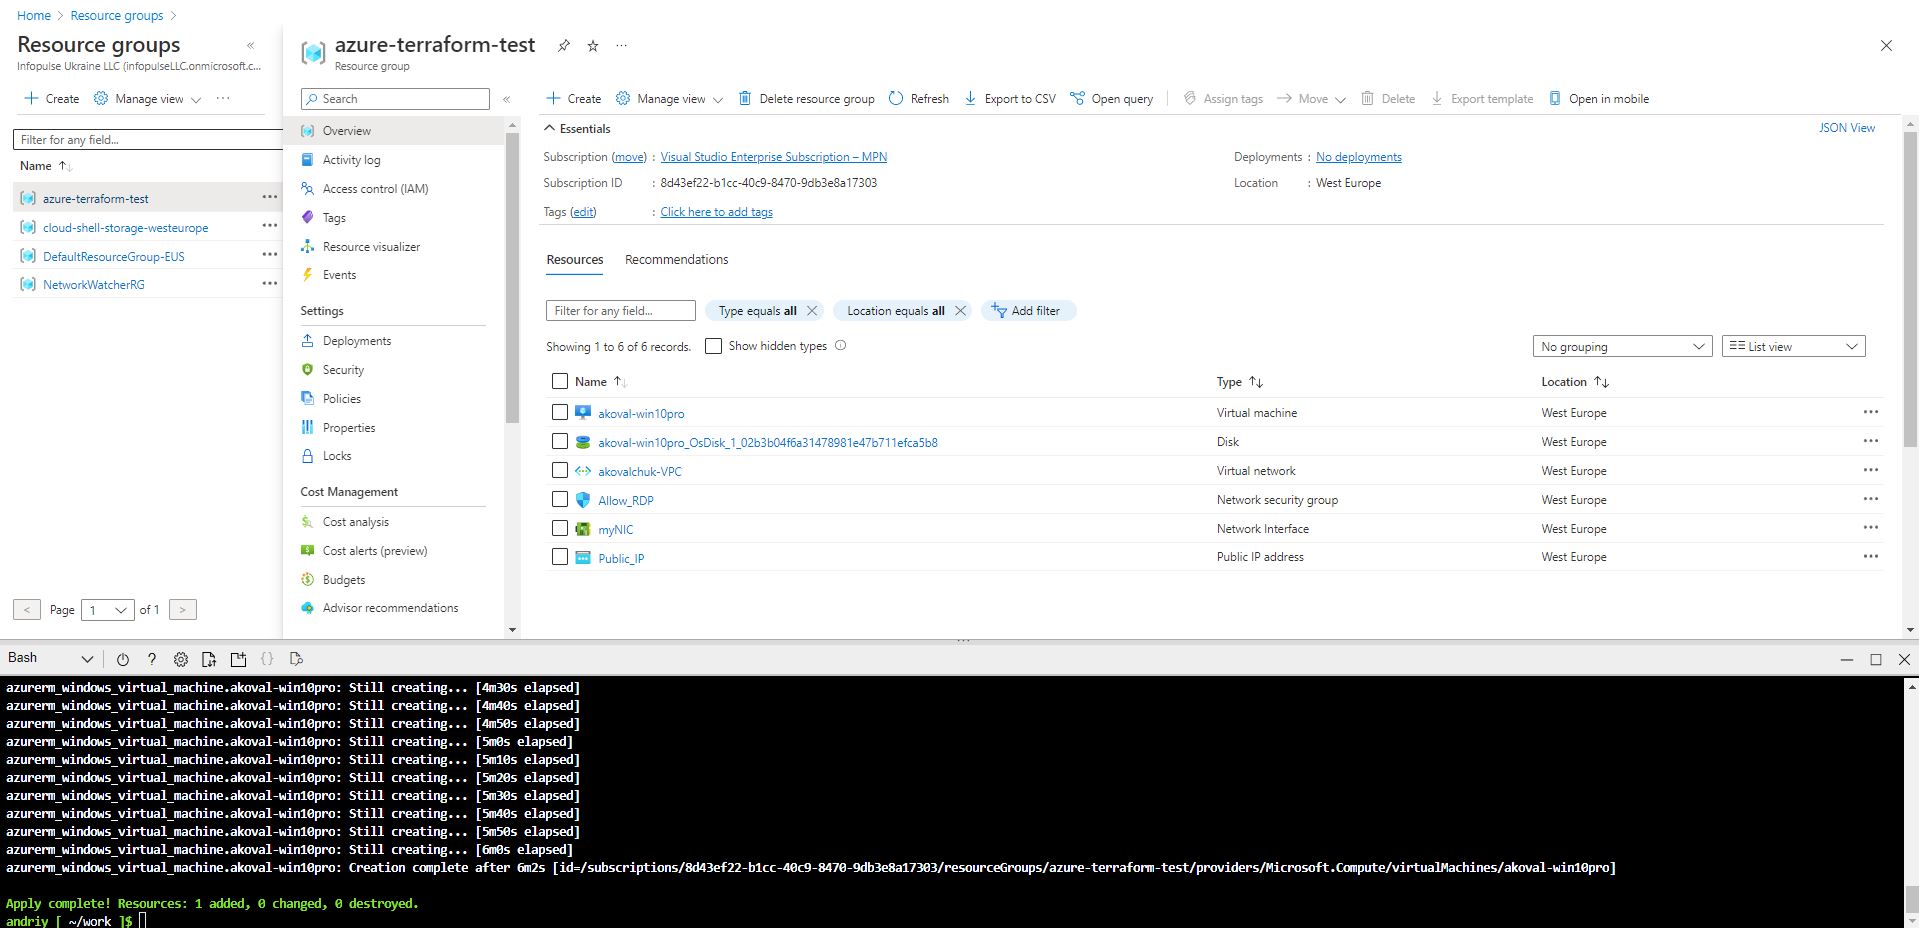 Home > Resource groups >
Resource groups «
Infopulse Ukraine LLC (infopulseLLC.onmicrosoft.c...
+ Create Manage view ...
Filter for any field...
Name ↑↓
azure-terraform-test ...
cloud-shell-storage-westeurope ...
DefaultResourceGroup-EUS ...
NetworkWatcherRG ...
< Page 1 of 1 >
azure-terraform-test ...
Resource group
Search «
Overview
Activity log
Access control (IAM)
Tags
Resource visualizer
Events
Settings
Deployments
Security
Policies
Properties
Locks
Cost Management
Cost analysis
Cost alerts (preview)
Budgets
Advisor recommendations
+ Create Manage view Delete resource group Refresh Export to CSV Open query Assign tags Move Delete Export template Open in mobile
Essentials JSON View
Subscription (move) : Visual Studio Enterprise Subscription – MPN Deployments : No deployments
Subscription ID : 8d43ef22-b1cc-40c9-8470-9db3e8a17303 Location : West Europe
Tags (edit) : Click here to add tags
Resources Recommendations
Filter for any field... Type equals all Location equals all Add filter
Showing 1 to 6 of 6 records. Show hidden types No grouping List view
Name ↑↓ Type ↑↓ Location ↑↓
akoval-win10pro Virtual machine West Europe ...
akoval-win10pro_OsDisk_1_02b3b04f6a31478981e47b711efca5b8 Disk West Europe ...
akovalchuk-VPC Virtual network West Europe ...
Allow_RDP Network security group West Europe ...
myNIC Network Interface West Europe ...
Public_IP Public IP address West Europe ...
Bash ? {}
azurerm_windows_virtual_machine.akoval-win10pro: Still creating... [4m30s elapsed]
azurerm_windows_virtual_machine.akoval-win10pro: Still creating... [4m40s elapsed]
azurerm_windows_virtual_machine.akoval-win10pro: Still creating... [4m50s elapsed]
azurerm_windows_virtual_machine.akoval-win10pro: Still creating... [5m0s elapsed]
azurerm_windows_virtual_machine.akoval-win10pro: Still creating... [5m10s elapsed]
azurerm_windows_virtual_machine.akoval-win10pro: Still creating... [5m20s elapsed]
azurerm_windows_virtual_machine.akoval-win10pro: Still creating... [5m30s elapsed]
azurerm_windows_virtual_machine.akoval-win10pro: Still creating... [5m40s elapsed]
azurerm_windows_virtual_machine.akoval-win10pro: Still creating... [5m50s elapsed]
azurerm_windows_virtual_machine.akoval-win10pro: Still creating... [6m0s elapsed]
azurerm_windows_virtual_machine.akoval-win10pro: Creation complete after 6m2s [id=/subscriptions/8d43ef22-b1cc-40c9-8470-9db3e8a17303/resourceGroups/azure-terraform-test/providers/Microsoft.Compute/virtualMachines/akoval-win10pro]
Apply complete! Resources: 1 added, 0 changed, 0 destroyed.
andriy [ ~/work ]$